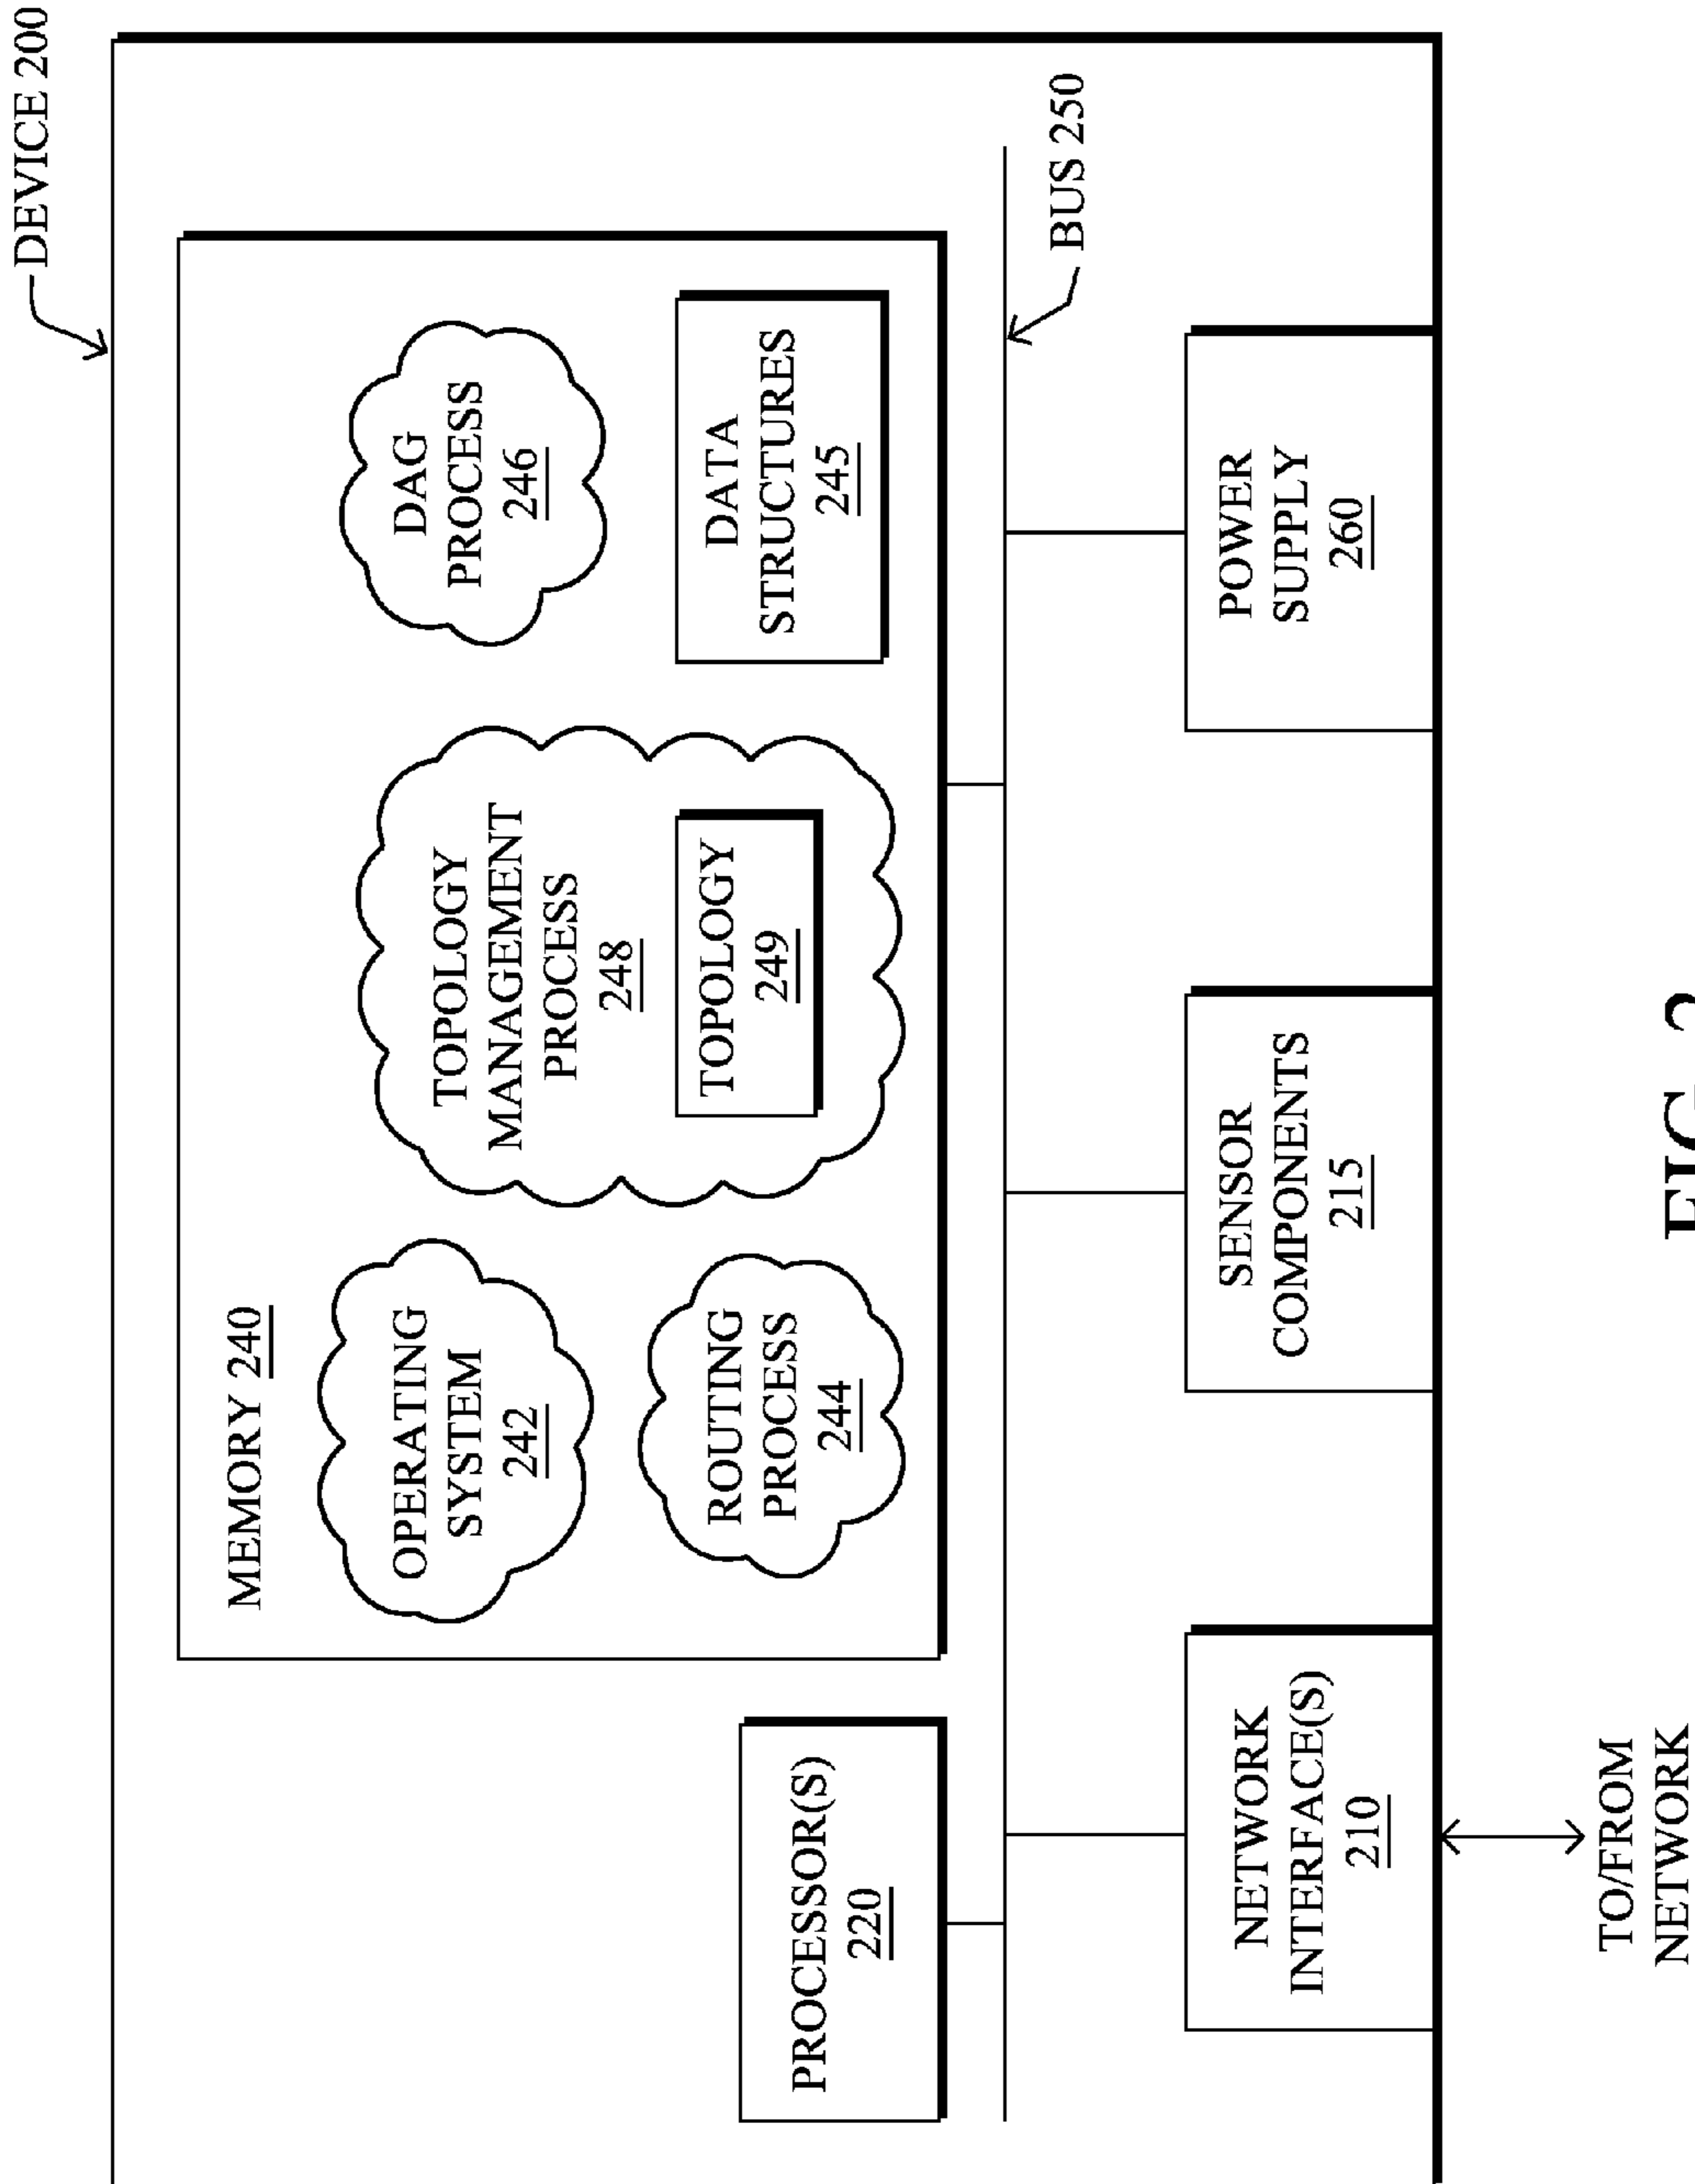 DEVICE 200
MEMORY 240
OPERATING
SYSTEM
242
TOPOLOGY
MANAGEMENT
PROCESS
248
DAG
PROCESS
246
ROUTING
PROCESS
244
TOPOLOGY
249
DATA
STRUCTURES
245
PROCESSOR(S)
220
BUS 250
NETWORK
INTERFACE(S)
210
SENSOR
COMPONENTS
215
POWER
SUPPLY
260
TO/FROM
NETWORK
FIG. 2